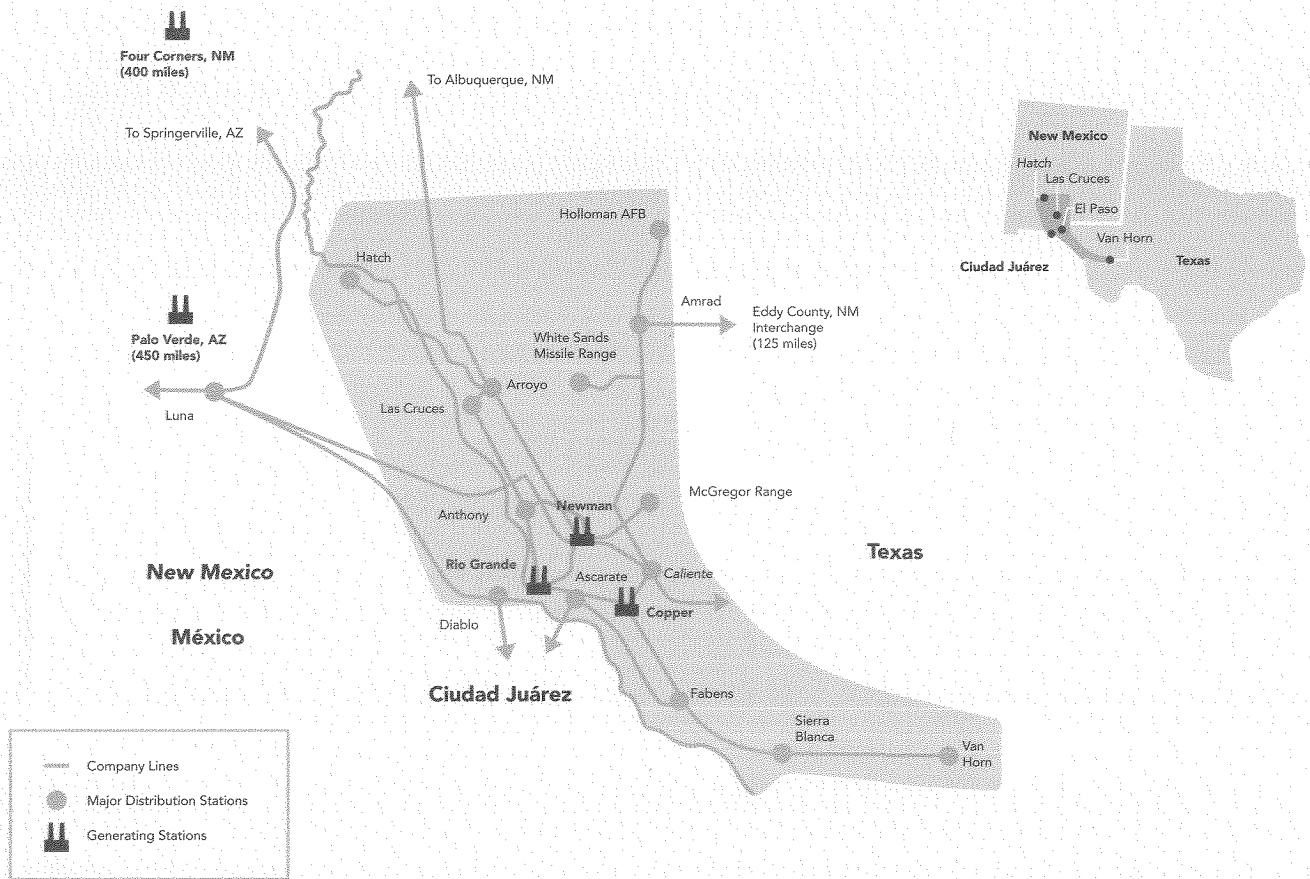 Four Corners, NM
(400 miles)
To Albuquerque, NM
To Springerville, AZ
Holloman AFB
Hatch
Amrad
Eddy County, NM
Interchange
(125 miles)
White Sands
Missile Range
Palo Verde, AZ
(450 miles)
Luna
Arroyo
Las Cruces
McGregor Range
Anthony
Newman
Rio Grande
Ascarate
Caliente
Copper
Diablo
New Mexico
México
Texas
Ciudad Juárez
Fabens
Sierra
Blanca
Van
Horn
New Mexico
Hatch
Las Cruces
El Paso
Van Horn
Ciudad Juárez
Texas
Company Lines
Major Distribution Stations
Generating Stations